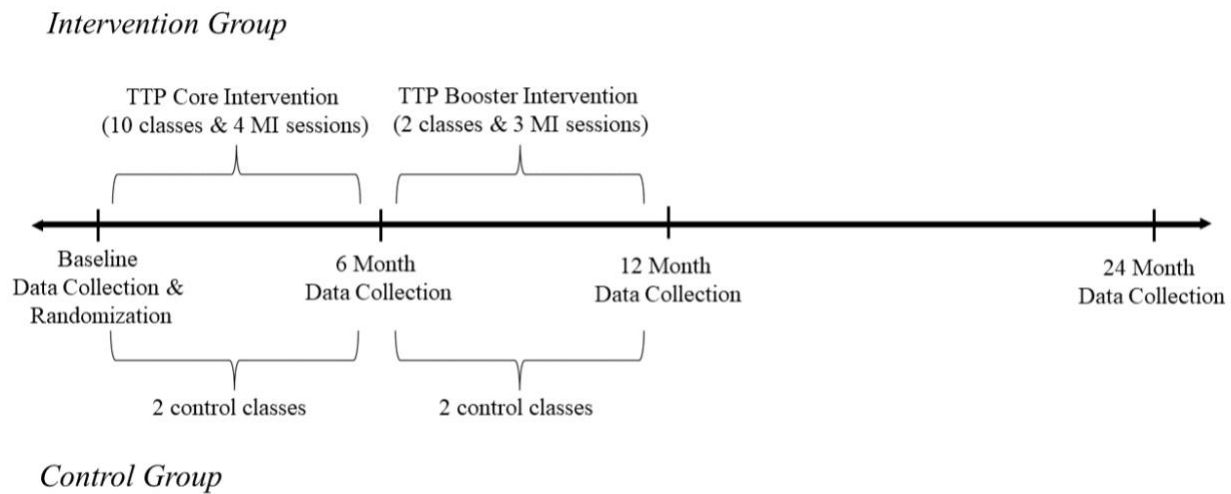 Intervention Group
TTP Core Intervention
(10 classes & 4 MI sessions)
TTP Booster Intervention
(2 classes & 3 MI sessions)
Baseline
Data Collection &
Randomization
6 Month
Data Collection
12 Month
Data Collection
24 Month
Data Collection
2 control classes
2 control classes
Control Group